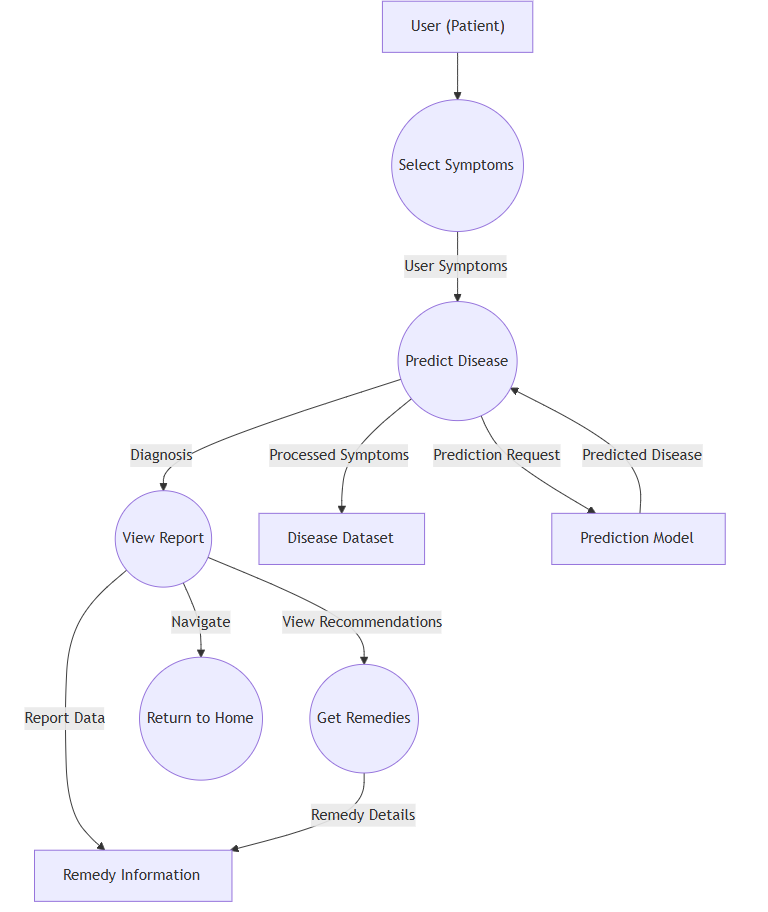 User (Patient)
Select Symptoms
User Symptoms
Predict Disease
Diagnosis
Processed Symptoms
Prediction Request
Predicted Disease
View Report
Disease Dataset
Prediction Model
Navigate
View Recommendations
Report Data
Return to Home
Get Remedies
Remedy Details
Remedy Information